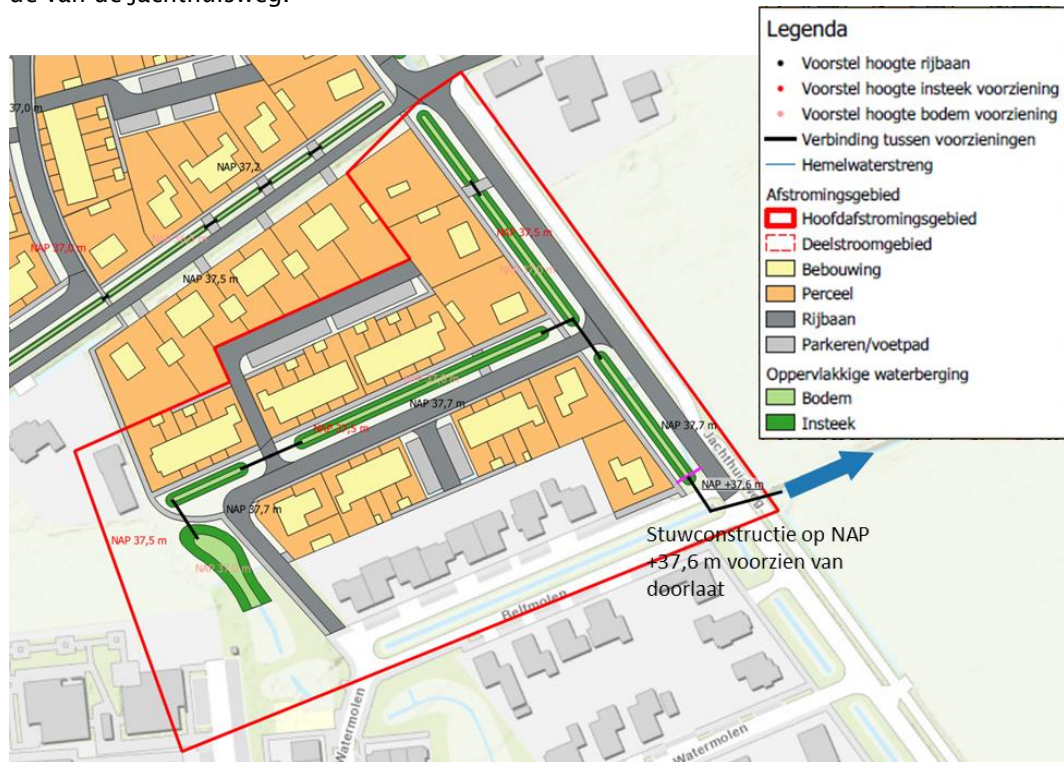 de van de Jachthuisweg.
Legenda
Voorstel hoogte rijbaan
Voorstel hoogte insteek voorziening
Voorstel hoogte bodem voorziening
Verbinding tussen voorzieningen
Hemelwaterstreng
Afstromingsgebied
Hoofdafstromingsgebied
Deelstroomgebied
Bebouwing
Perceel
Rijbaan
Parkeren/voetpad
Oppervlakkige waterberging
Bodem
Insteek
37,0 m
NAP 37,2
NAP 37,0 m
NAP 37,5 m
NAP 37,5 m
NAP 37,7 m
NAP 37,5 m
NAP 37,7 m
NAP +37,6 m
NAP 37,7 m
NAP 37,5 m
Stuwconstructie op NAP
+37,6 m voorzien van
doorlaat
Beltmolen
Watermolen
Watermolen